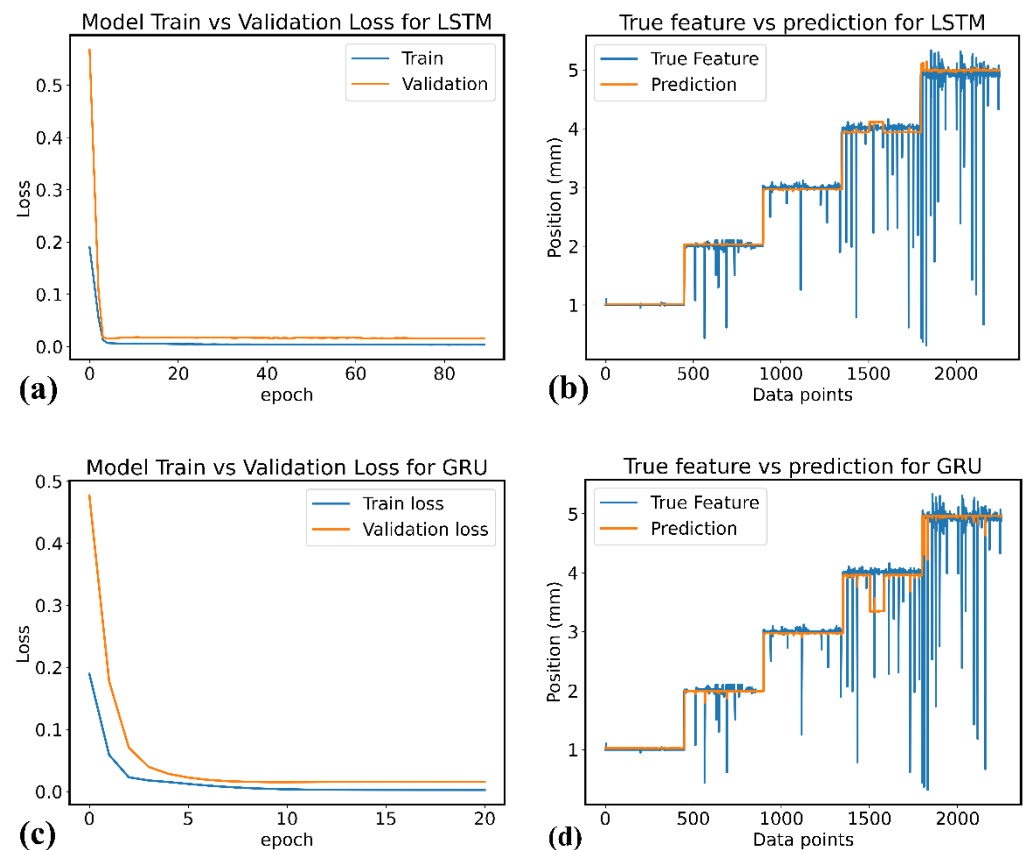 Model Train vs Validation Loss for LSTM
Train
Validation
Loss
0.5
0.4
0.3
0.2
0.1
0.0
0
20
40
60
80
epoch
(a)
True feature vs prediction for LSTM
True Feature
Prediction
Position (mm)
5
4
3
2
1
0
500
1000
1500
2000
Data points
(b)
Model Train vs Validation Loss for GRU
Train loss
Validation loss
Loss
0.5
0.4
0.3
0.2
0.1
0.0
0
5
10
15
20
epoch
(c)
True feature vs prediction for GRU
True Feature
Prediction
Position (mm)
5
4
3
2
1
0
500
1000
1500
2000
Data points
(d)